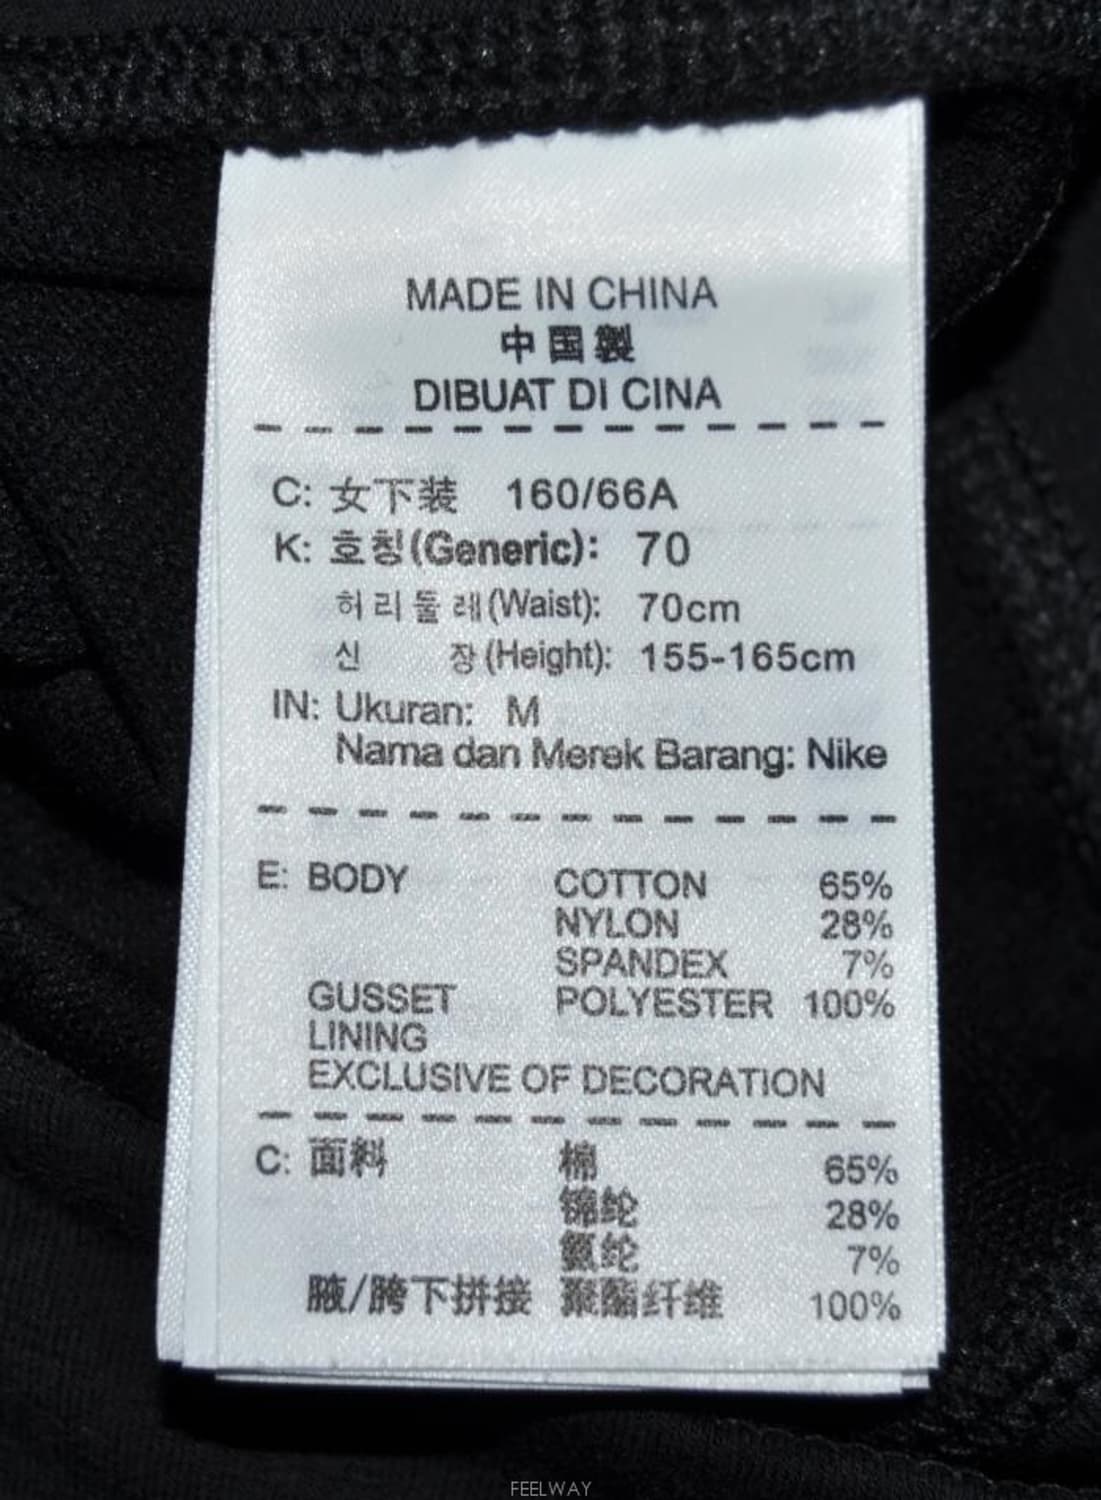 MADE IN CHINA
中国製
DIBUAT DI CINA
C: 女下装 160/66A
K: 호칭(Generic): 70
허리둘레(Waist): 70cm
신 장(Height): 155-165cm
IN: Ukuran: M
Nama dan Merek Barang: Nike
E: BODY COTTON 65%
NYLON 28%
SPANDEX 7%
GUSSET POLYESTER 100%
LINING
EXCLUSIVE OF DECORATION
C: 面料 棉 65%
锦纶 28%
氨纶 7%
腋/胯下拼接 聚酯纤维 100%
FEELWAY